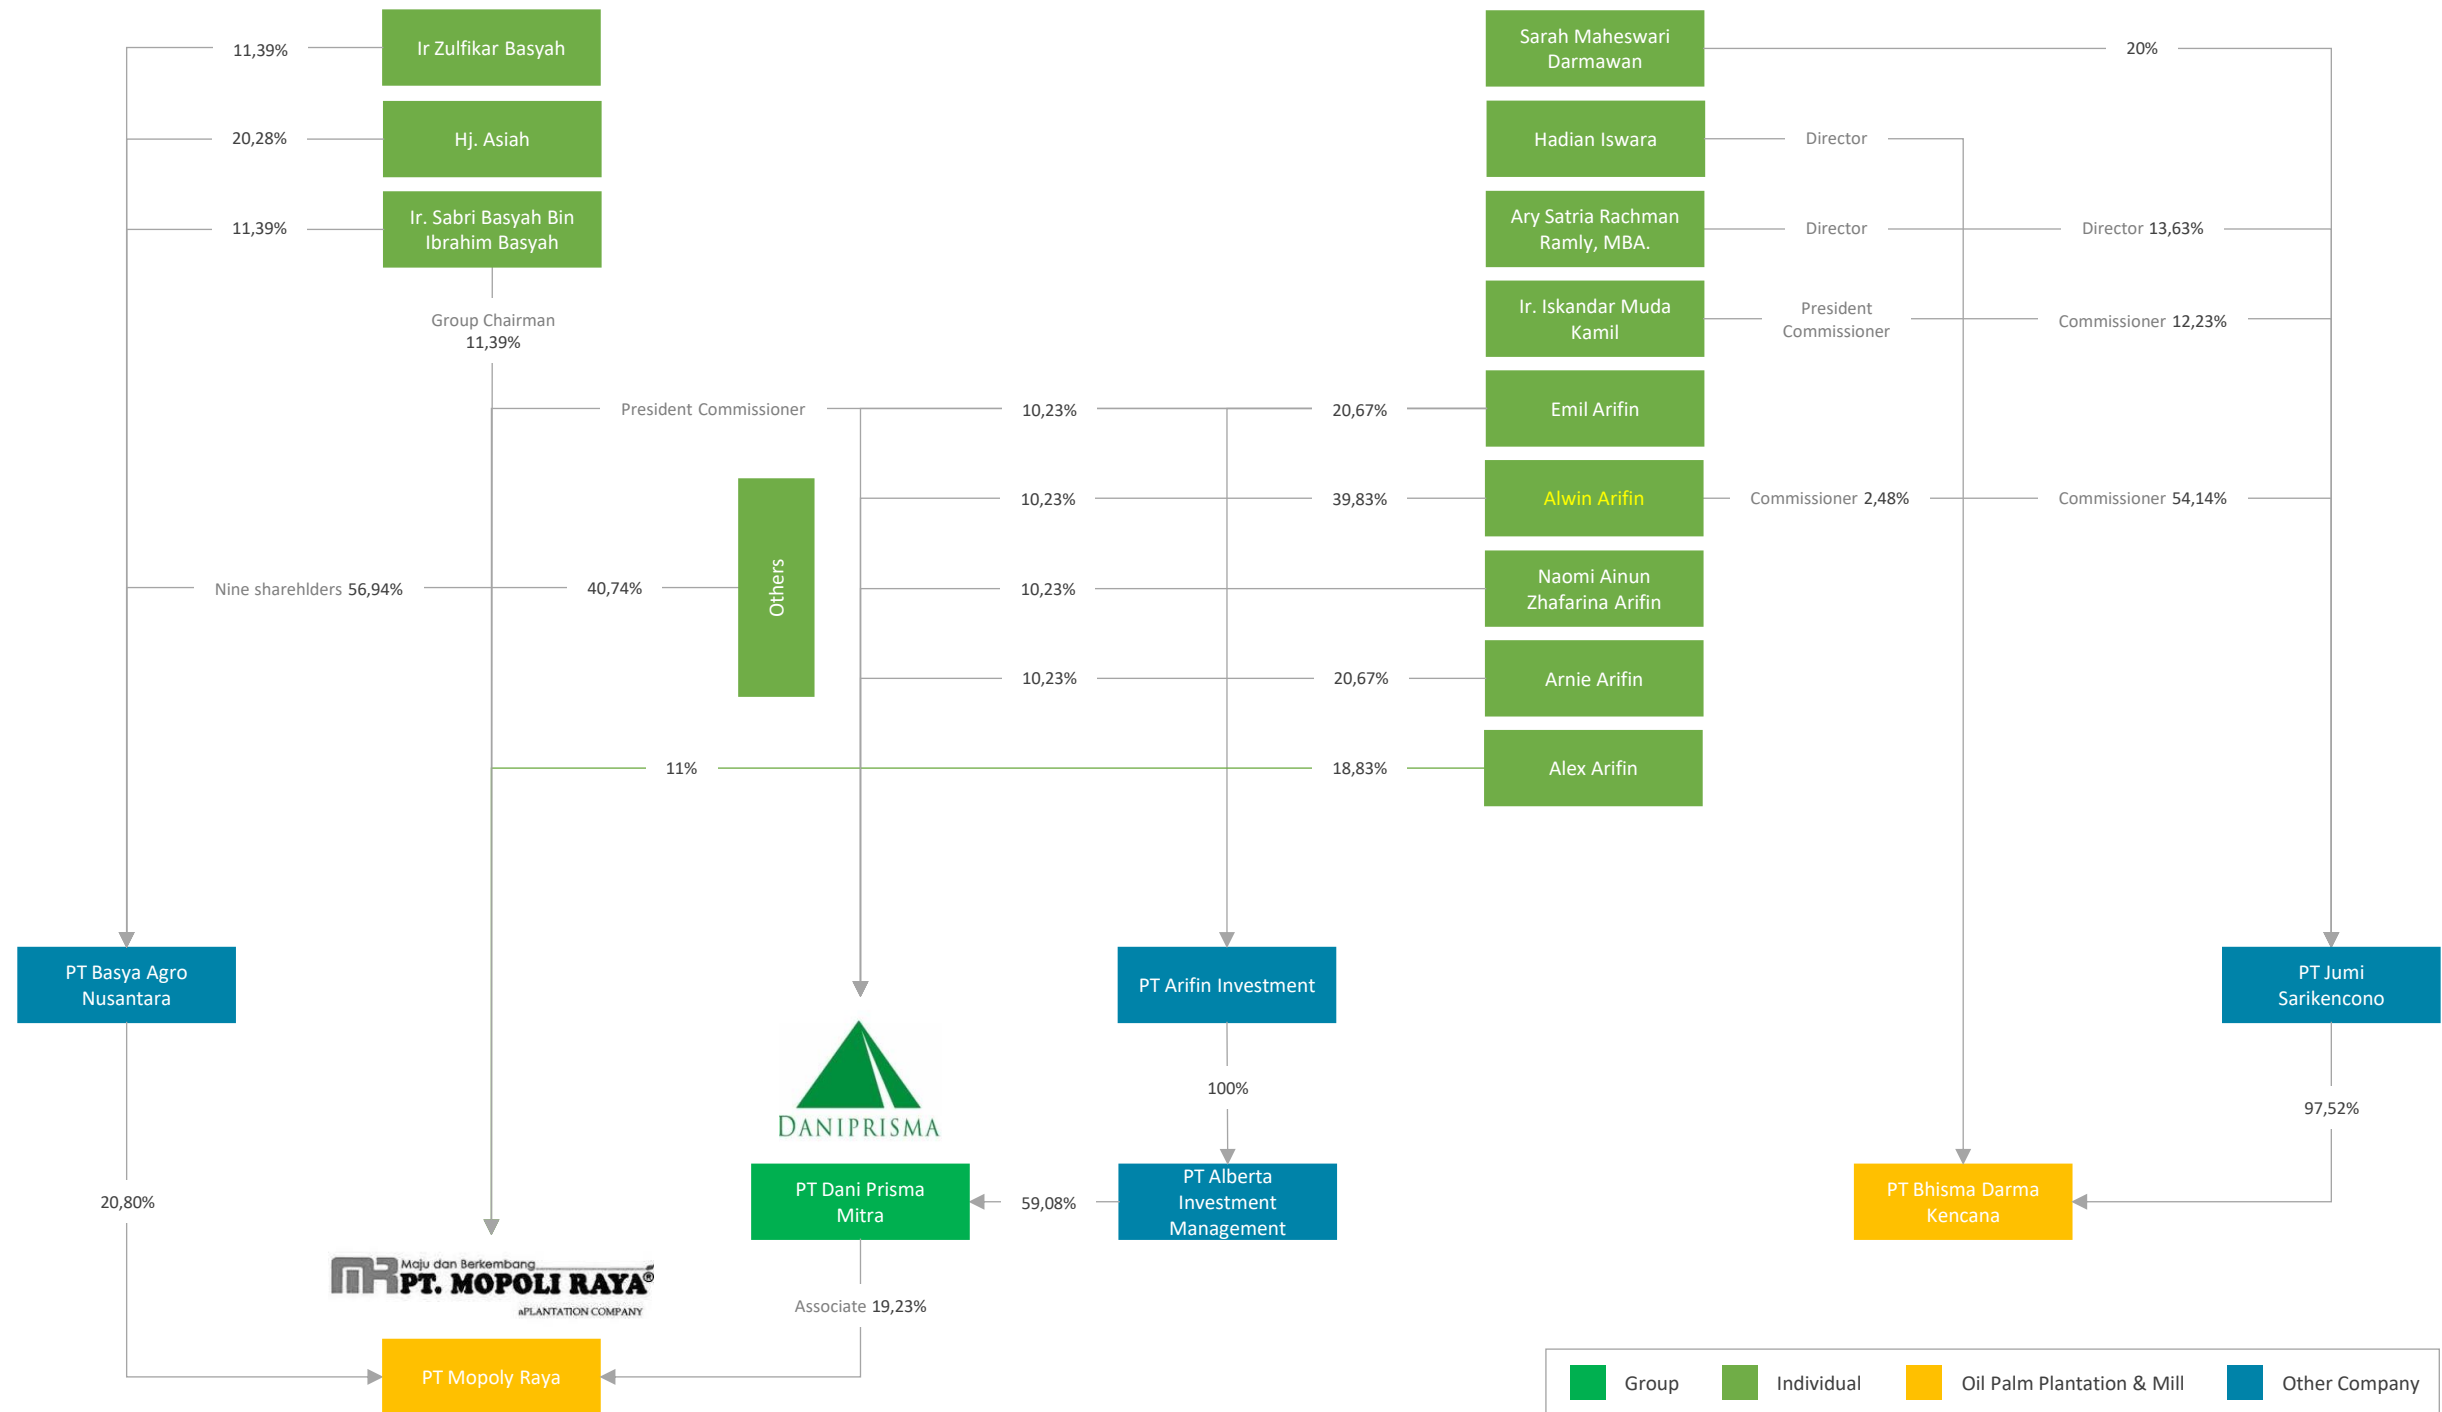 Ir Zulfikar Basyah
11,39%
Sarah Maheswari
Darmawan
20%
Hj. Asiah
20,28%
Hadian Iswara
Director
Ir. Sabri Basyah Bin
Ibrahim Basyah
11,39%
Ary Satria Rachman
Ramly, MBA.
Director
Director 13,63%
Group Chairman
11,39%
Ir. Iskandar Muda
Kamil
President
Commissioner
Commissioner 12,23%
President Commissioner
10,23%
20,67%
Emil Arifin
10,23%
39,83%
Alwin Arifin
Commissioner 2,48%
Commissioner 54,14%
Nine sharehlders 56,94%
40,74%
Others
10,23%
Naomi Ainun
Zhafarina Arifin
10,23%
20,67%
Arnie Arifin
11%
18,83%
Alex Arifin
PT Basya Agro
Nusantara
PT Arifin Investment
PT Jumi
Sarikencono
DANIPRISMA
100%
97,52%
20,80%
PT Dani Prisma
Mitra
59,08%
PT Alberta
Investment
Management
PT Bhisma Darma
Kencana
MR
Maju dan Berkembang
PT. MOPOLI RAYA®
aPLANTATION COMPANY
Associate 19,23%
PT Mopoly Raya
Group
Individual
Oil Palm Plantation & Mill
Other Company